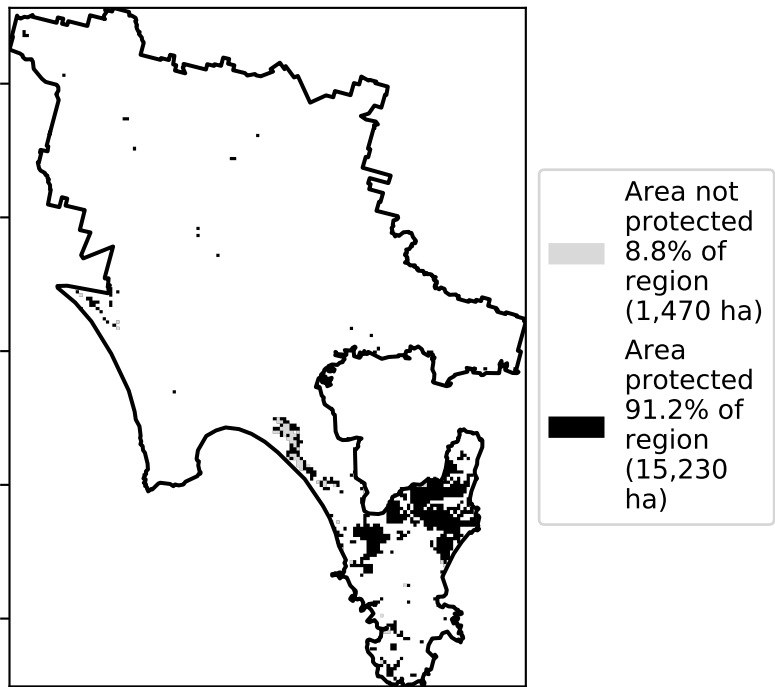 Area not
protected
8.8% of
region
(1,470 ha)
Area
protected
91.2% of
region
(15,230
ha)